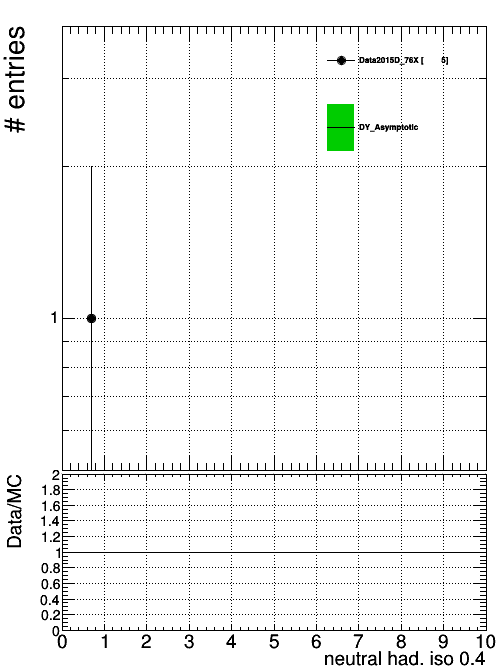 # entries
Data2015D_76X [ 5]
DY_Asymptotic
1
Data/MC
2
1.8
1.6
1.4
1.2
1
0.8
0.6
0.4
0.2
0
0 1 2 3 4 5 6 7 8 9 10
neutral had. iso 0.4